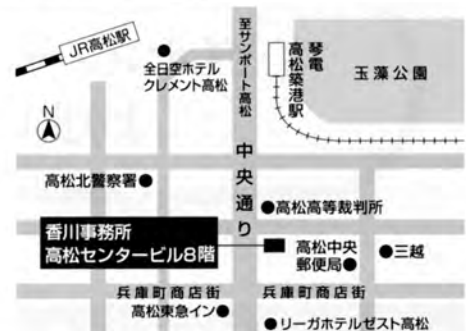 JR高松駅
全日空ホテル
クレメント高松
至サンポート高松
琴電
高松築港駅
玉藻公園
N
中央通り
高松北警察署
高松高等裁判所
香川事務所
高松センタービル8階
高松中央
郵便局
三越
兵庫町商店街
兵庫町商店街
高松東急イン
リーガホテルゼスト高松